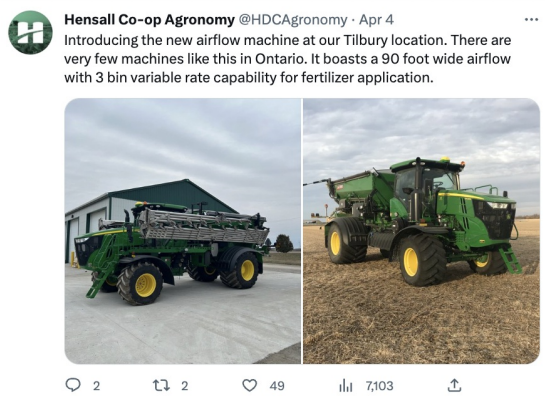 Hensall Co-op Agronomy @HDCAgronomy · Apr 4
Introducing the new airflow machine at our Tilbury location. There are
very few machines like this in Ontario. It boasts a 90 foot wide airflow
with 3 bin variable rate capability for fertilizer application.
2 2 49 7,103